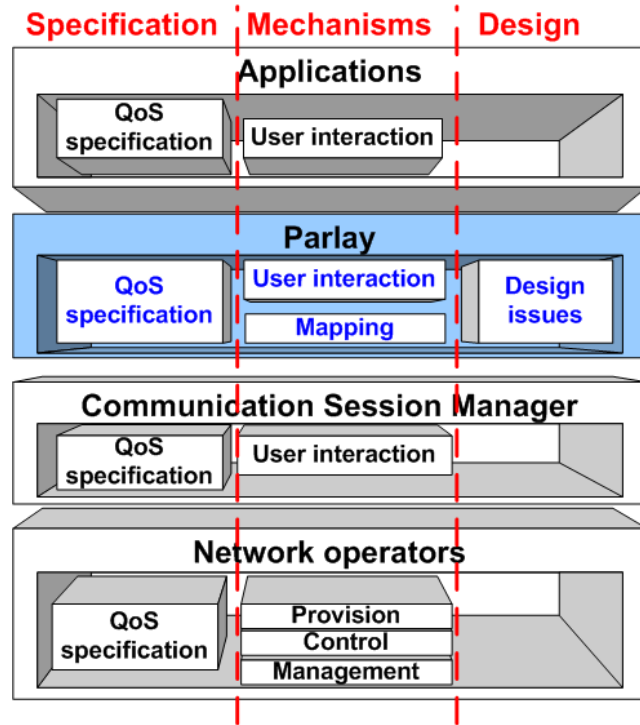 Specification Mechanisms Design
Applications
QoS
specification
User interaction
Parlay
QoS
specification
User interaction
Mapping
Design
issues
Communication Session Manager
QoS
specification
User interaction
Network operators
QoS
specification
Provision
Control
Management